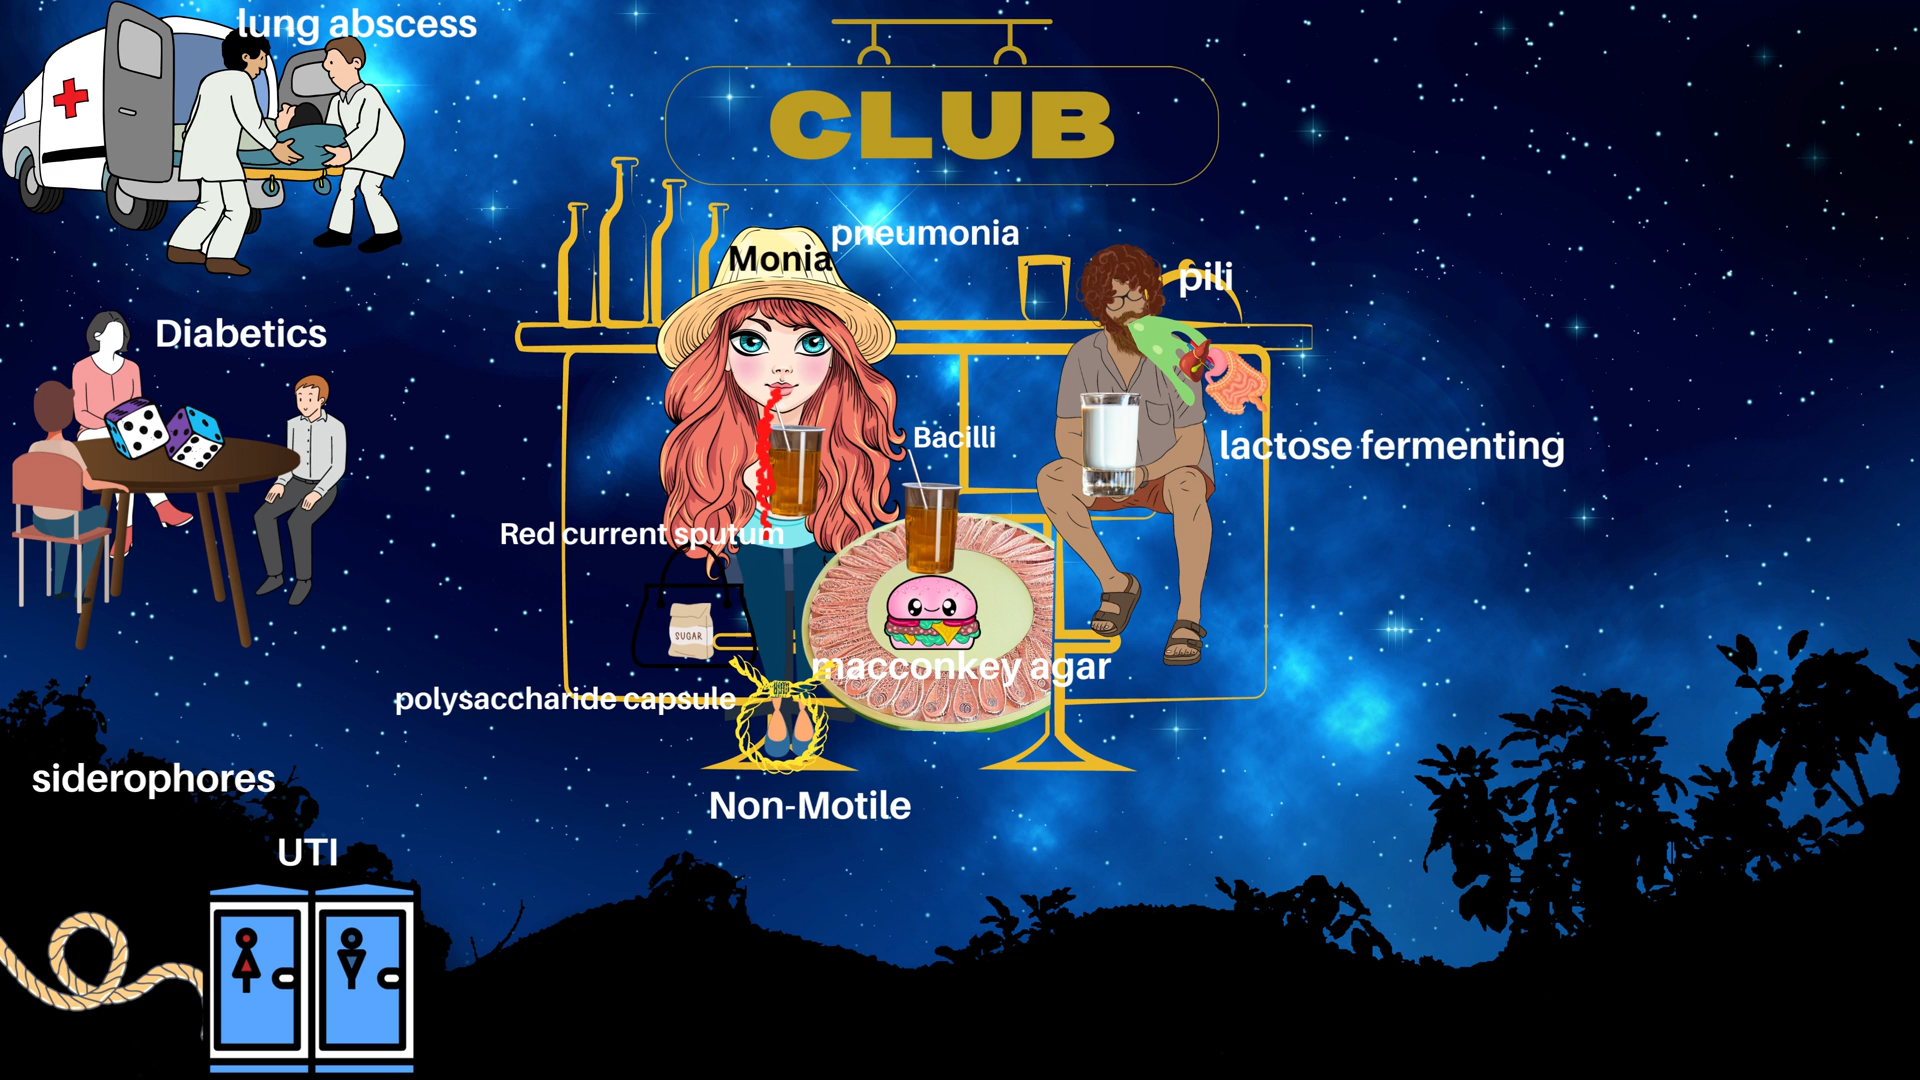 lung abscess
CLUB
pneumonia
Monia
pili
Diabetics
Bacilli
lactose fermenting
Red current sputum
SUGAR
macconkey agar
polysaccharide capsule
siderophores
Non-Motile
UTI